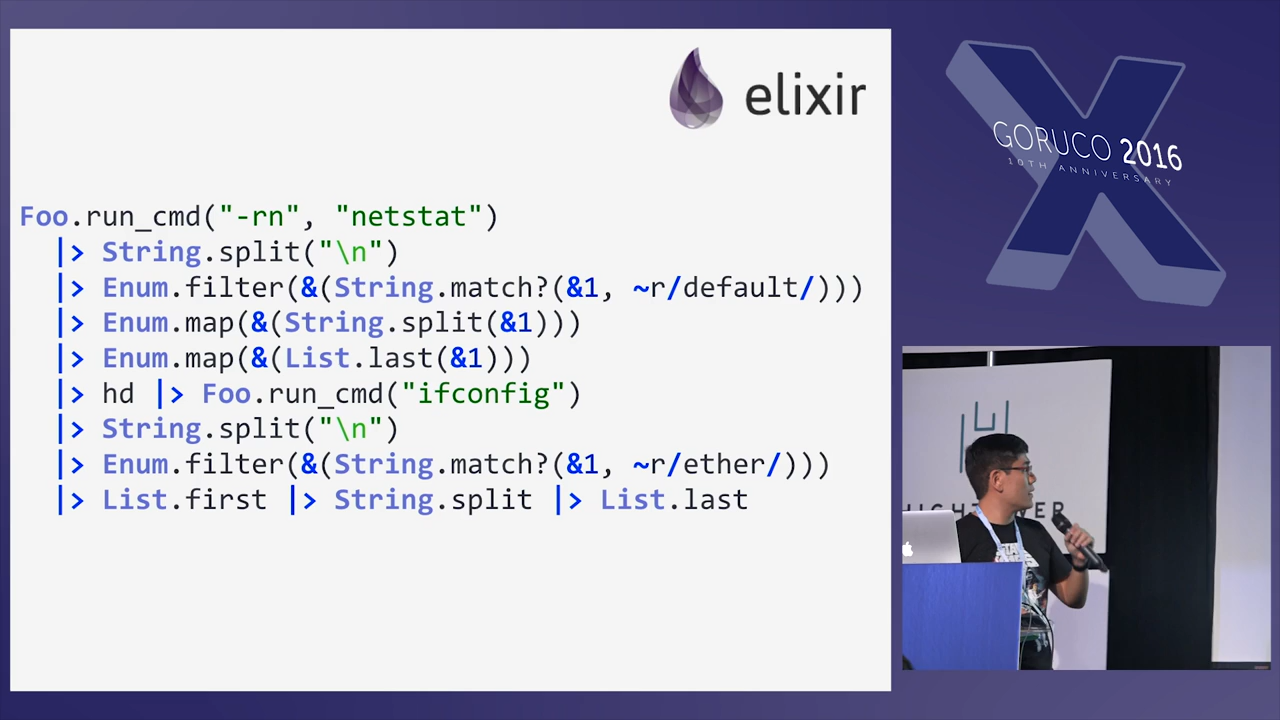 elixir
Foo.run_cmd("-rn", "netstat")
|> String.split("\n")
|> Enum.filter(&(String.match?(&1, ~r/default/)))
|> Enum.map(&(String.split(&1)))
|> Enum.map(&(List.last(&1)))
|> hd |> Foo.run_cmd("ifconfig")
|> String.split("\n")
|> Enum.filter(&(String.match?(&1, ~r/ether/)))
|> List.first |> String.split |> List.last
GORUCO 2016
10TH ANNIVERSARY